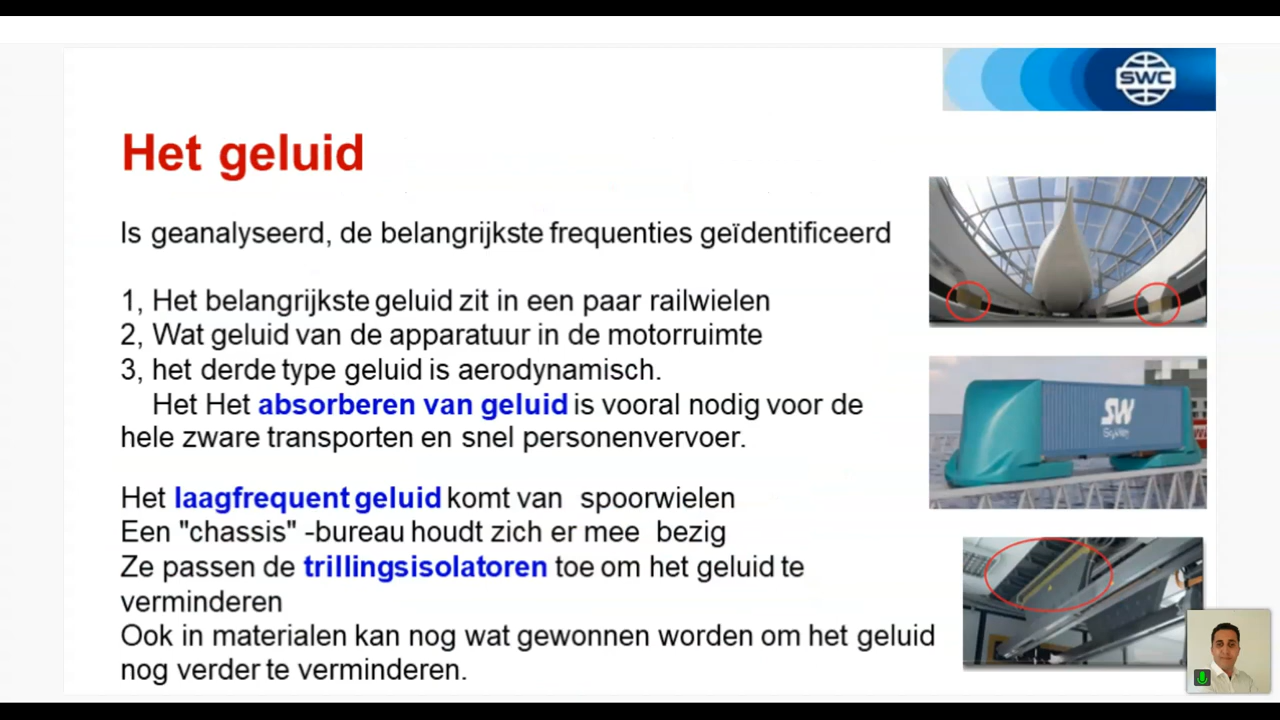 SWC
Het geluid
Is geanalyseerd, de belangrijkste frequenties geïdentificeerd
1, Het belangrijkste geluid zit in een paar railwielen
2, Wat geluid van de apparatuur in de motorruimte
3, het derde type geluid is aerodynamisch.
Het Het absorberen van geluid is vooral nodig voor de
hele zware transporten en snel personenvervoer.
SW
SkyWay
Het laagfrequent geluid komt van spoorwielen
Een "chassis" -bureau houdt zich er mee bezig
Ze passen de trillingsisolatoren toe om het geluid te
verminderen
Ook in materialen kan nog wat gewonnen worden om het geluid
nog verder te verminderen.